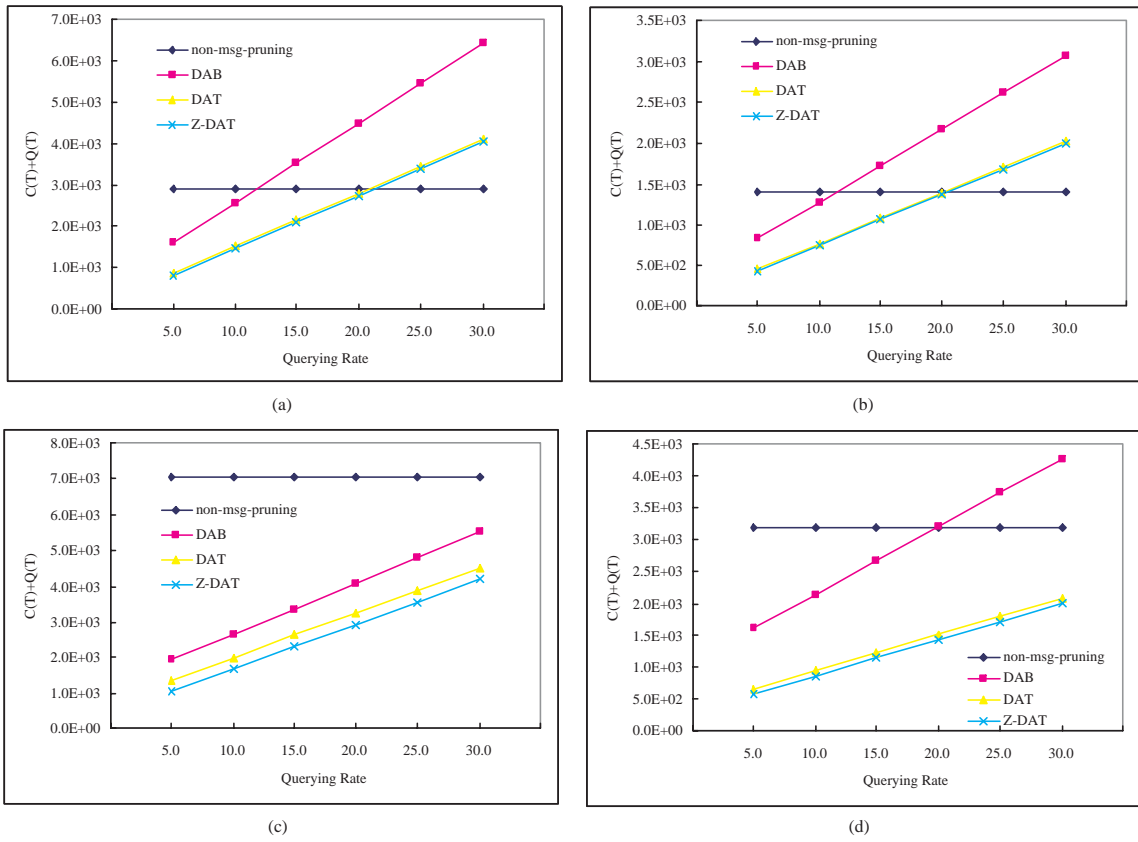 7.0E+03
6.0E+03
5.0E+03
4.0E+03
3.0E+03
2.0E+03
1.0E+03
0.0E+00
C(T)+Q(T)
non-msg-pruning
DAB
DAT
Z-DAT
5.0 10.0 15.0 20.0 25.0 30.0
Querying Rate
(a)
3.5E+03
3.0E+03
2.5E+03
2.0E+03
1.5E+03
1.0E+03
5.0E+02
0.0E+00
C(T)+Q(T)
non-msg-pruning
DAB
DAT
Z-DAT
5.0 10.0 15.0 20.0 25.0 30.0
Querying Rate
(b)
8.0E+03
7.0E+03
6.0E+03
5.0E+03
4.0E+03
3.0E+03
2.0E+03
1.0E+03
0.0E+00
C(T)+Q(T)
non-msg-pruning
DAB
DAT
Z-DAT
5.0 10.0 15.0 20.0 25.0 30.0
Querying Rate
(c)
4.5E+03
4.0E+03
3.5E+03
3.0E+03
2.5E+03
2.0E+03
1.5E+03
1.0E+03
5.0E+02
0.0E+00
C(T)+Q(T)
non-msg-pruning
DAB
DAT
Z-DAT
5.0 10.0 15.0 20.0 25.0 30.0
Querying Rate
(d)